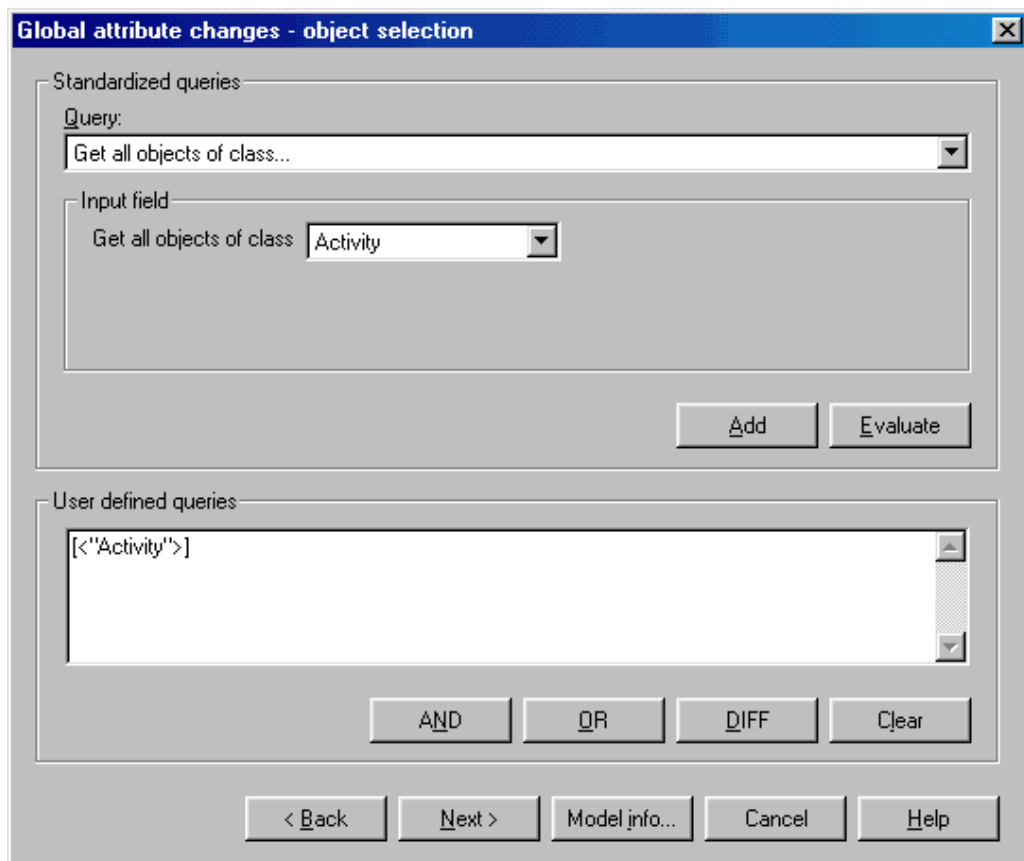 Global attribute changes - object selection
Standardized queries
Query:
Get all objects of class...
Input field
Get all objects of class Activity
Add Evaluate
User defined queries
[<"Activity">]
AND OR DIFF Clear
< Back Next > Model info... Cancel Help